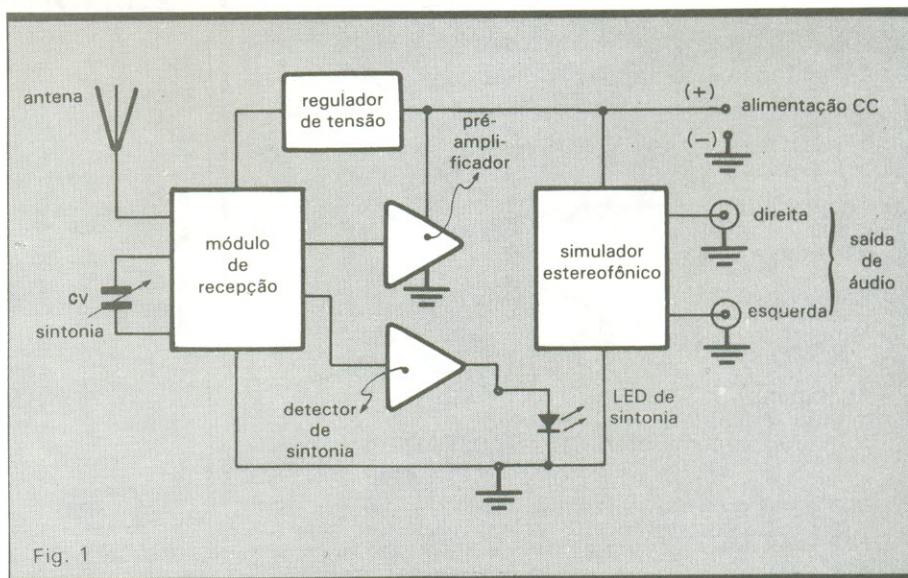 antena
regulador
de tensão
pré-
ampli-
ficador
(+)
alimentação CC
(–)
módulo
de
recepção
cv
sintonia
simulador
estereofônico
direita
esquerda
saída
de
áudio
detector
de
sintonia
LED de
sintonia
Fig. 1